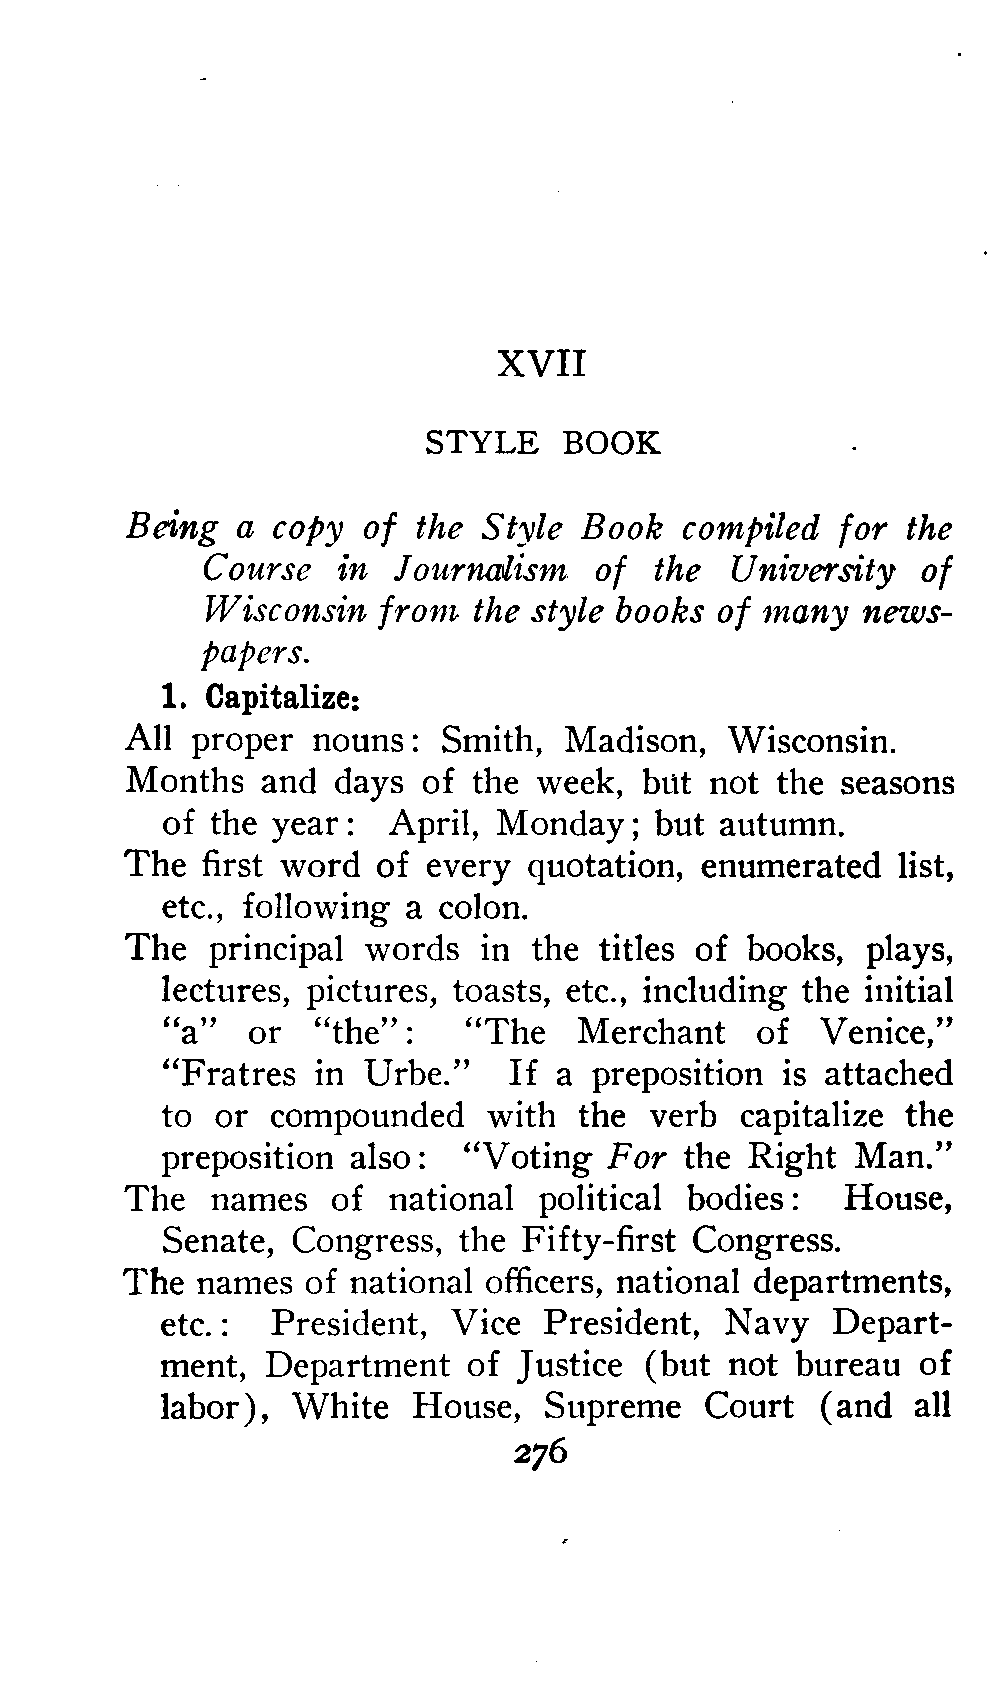 XVII
STYLE BOOK
Being a copy of the Style Book compiled for the
Course in Journalism of the University of
Wisconsin from the style books of many news-
papers.
1. Capitalize:
All proper nouns: Smith, Madison, Wisconsin.
Months and days of the week, but not the seasons
of the year: April, Monday; but autumn.
The first word of every quotation, enumerated list,
etc., following a colon.
The principal words in the titles of books, plays,
lectures, pictures, toasts, etc., including the initial
“a” or “the”: “The Merchant of Venice,”
“Fratres in Urbe.” If a preposition is attached
to or compounded with the verb capitalize the
preposition also: “Voting For the Right Man.”
The names of national political bodies: House,
Senate, Congress, the Fifty-first Congress.
The names of national officers, national departments,
etc.: President, Vice President, Navy Depart-
ment, Department of Justice (but not bureau of
labor), White House, Supreme Court (and all
276